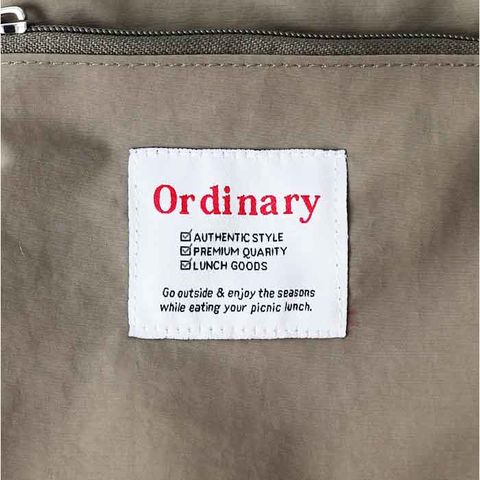 Ordinary
☑ AUTHENTIC STYLE
☑ PREMIUM QUARITY
☑ LUNCH GOODS
Go outside & enjoy the seasons
while eating your picnic lunch.